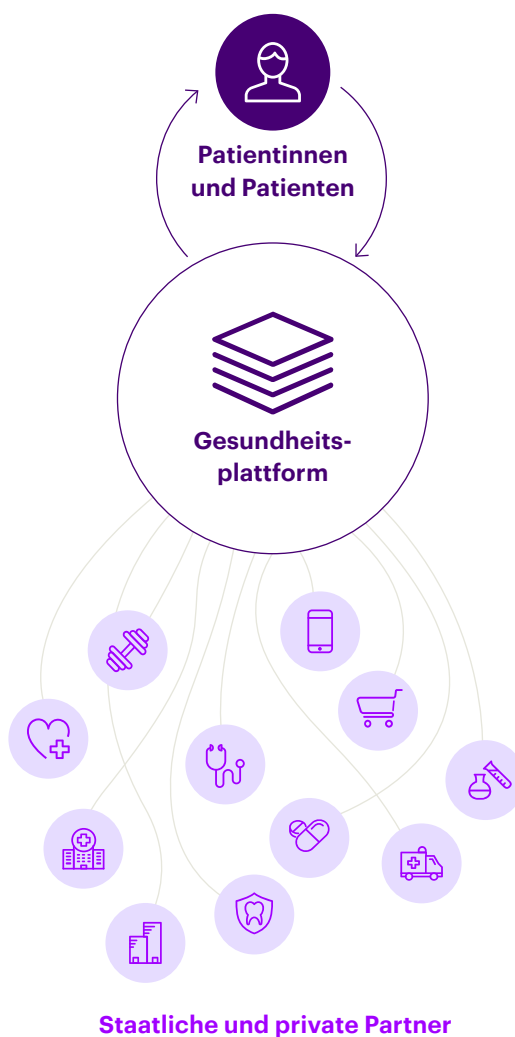 Patientinnen
und Patienten
Gesundheits-
plattform
Staatliche und private Partner